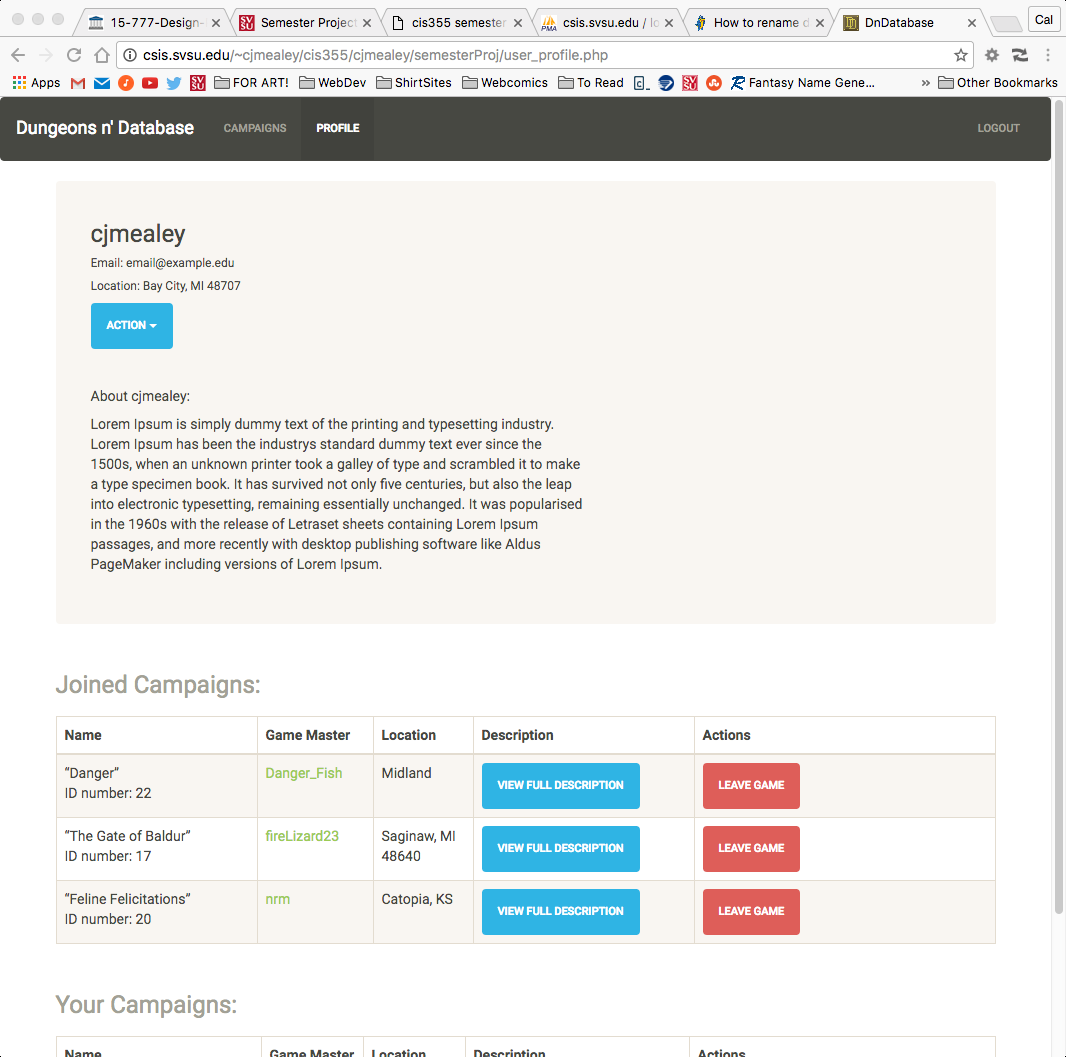 15-777-Design-
Semester Project
cis355 semester
csis.svsu.edu / lo
How to rename d
DnDatabase
Cal
csis.svsu.edu/~cjmealey/cis355/cjmealey/semesterProj/user_profile.php
Apps FOR ART! WebDev ShirtSites Webcomics To Read Fantasy Name Gene... » Other Bookmarks
Dungeons n' Database CAMPAIGNS PROFILE LOGOUT
cjmealey
Email: email@example.edu
Location: Bay City, MI 48707
ACTION
About cjmealey:
Lorem Ipsum is simply dummy text of the printing and typesetting industry.
Lorem Ipsum has been the industrys standard dummy text ever since the
1500s, when an unknown printer took a galley of type and scrambled it to make
a type specimen book. It has survived not only five centuries, but also the leap
into electronic typesetting, remaining essentially unchanged. It was popularised
in the 1960s with the release of Letraset sheets containing Lorem Ipsum
passages, and more recently with desktop publishing software like Aldus
PageMaker including versions of Lorem Ipsum.
Joined Campaigns:
Name Game Master Location Description Actions
“Danger” Danger_Fish Midland VIEW FULL DESCRIPTION LEAVE GAME
ID number: 22
“The Gate of Baldur” fireLizard23 Saginaw, MI VIEW FULL DESCRIPTION LEAVE GAME
ID number: 17 48640
“Feline Felicitations” nrm Catopia, KS VIEW FULL DESCRIPTION LEAVE GAME
ID number: 20
Your Campaigns:
Name Game Master Location Description Actions